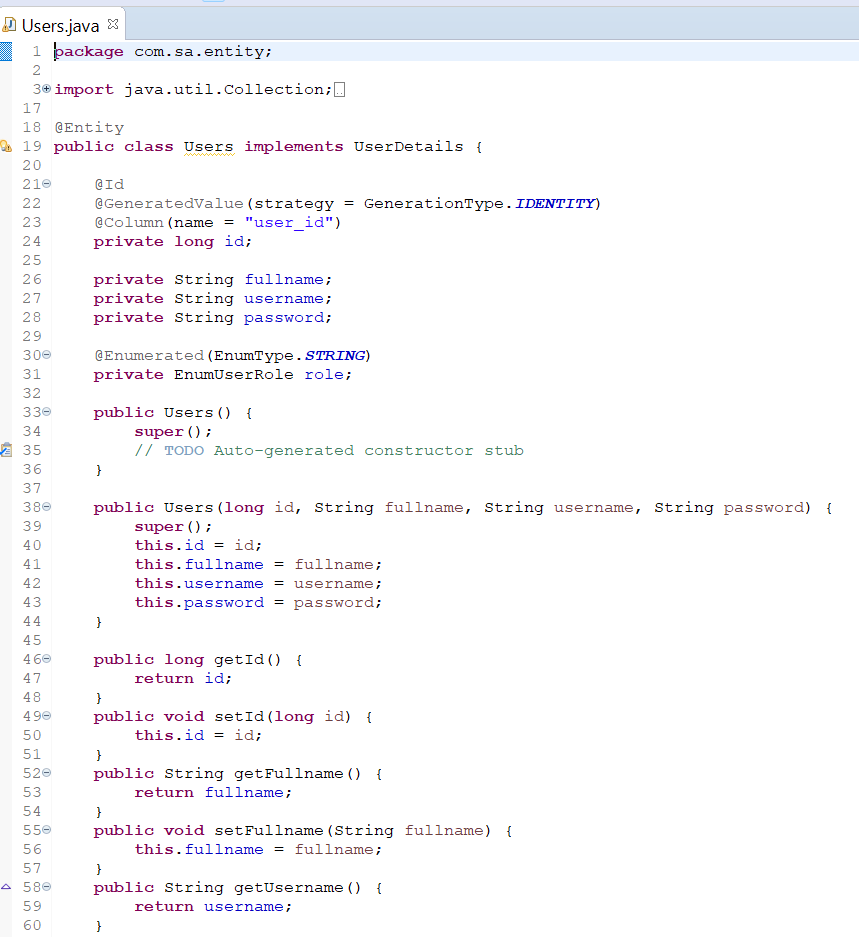 Users.java
1 package com.sa.entity;
2
3 import java.util.Collection;
17
18 @Entity
19 public class Users implements UserDetails {
20
21     @Id
22     @GeneratedValue(strategy = GenerationType.IDENTITY)
23     @Column(name = "user_id")
24     private long id;
25
26     private String fullname;
27     private String username;
28     private String password;
29
30     @Enumerated(EnumType.STRING)
31     private EnumUserRole role;
32
33     public Users() {
34         super();
35         // TODO Auto-generated constructor stub
36     }
37
38     public Users(long id, String fullname, String username, String password) {
39         super();
40         this.id = id;
41         this.fullname = fullname;
42         this.username = username;
43         this.password = password;
44     }
45
46     public long getId() {
47         return id;
48     }
49     public void setId(long id) {
50         this.id = id;
51     }
52     public String getFullname() {
53         return fullname;
54     }
55     public void setFullname(String fullname) {
56         this.fullname = fullname;
57     }
58     public String getUsername() {
59         return username;
60     }